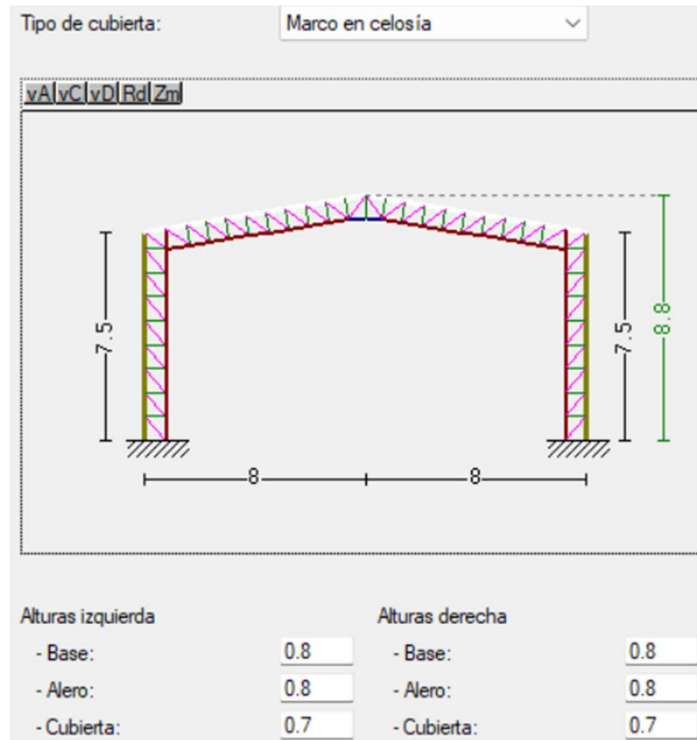 Tipo de cubierta: Marco en celosía
vA vC vD Rd Zm
7.5 7.5 8.8
8 8
Alturas izquierda Alturas derecha
- Base: 0.8 - Base: 0.8
- Alero: 0.8 - Alero: 0.8
- Cubierta: 0.7 - Cubierta: 0.7